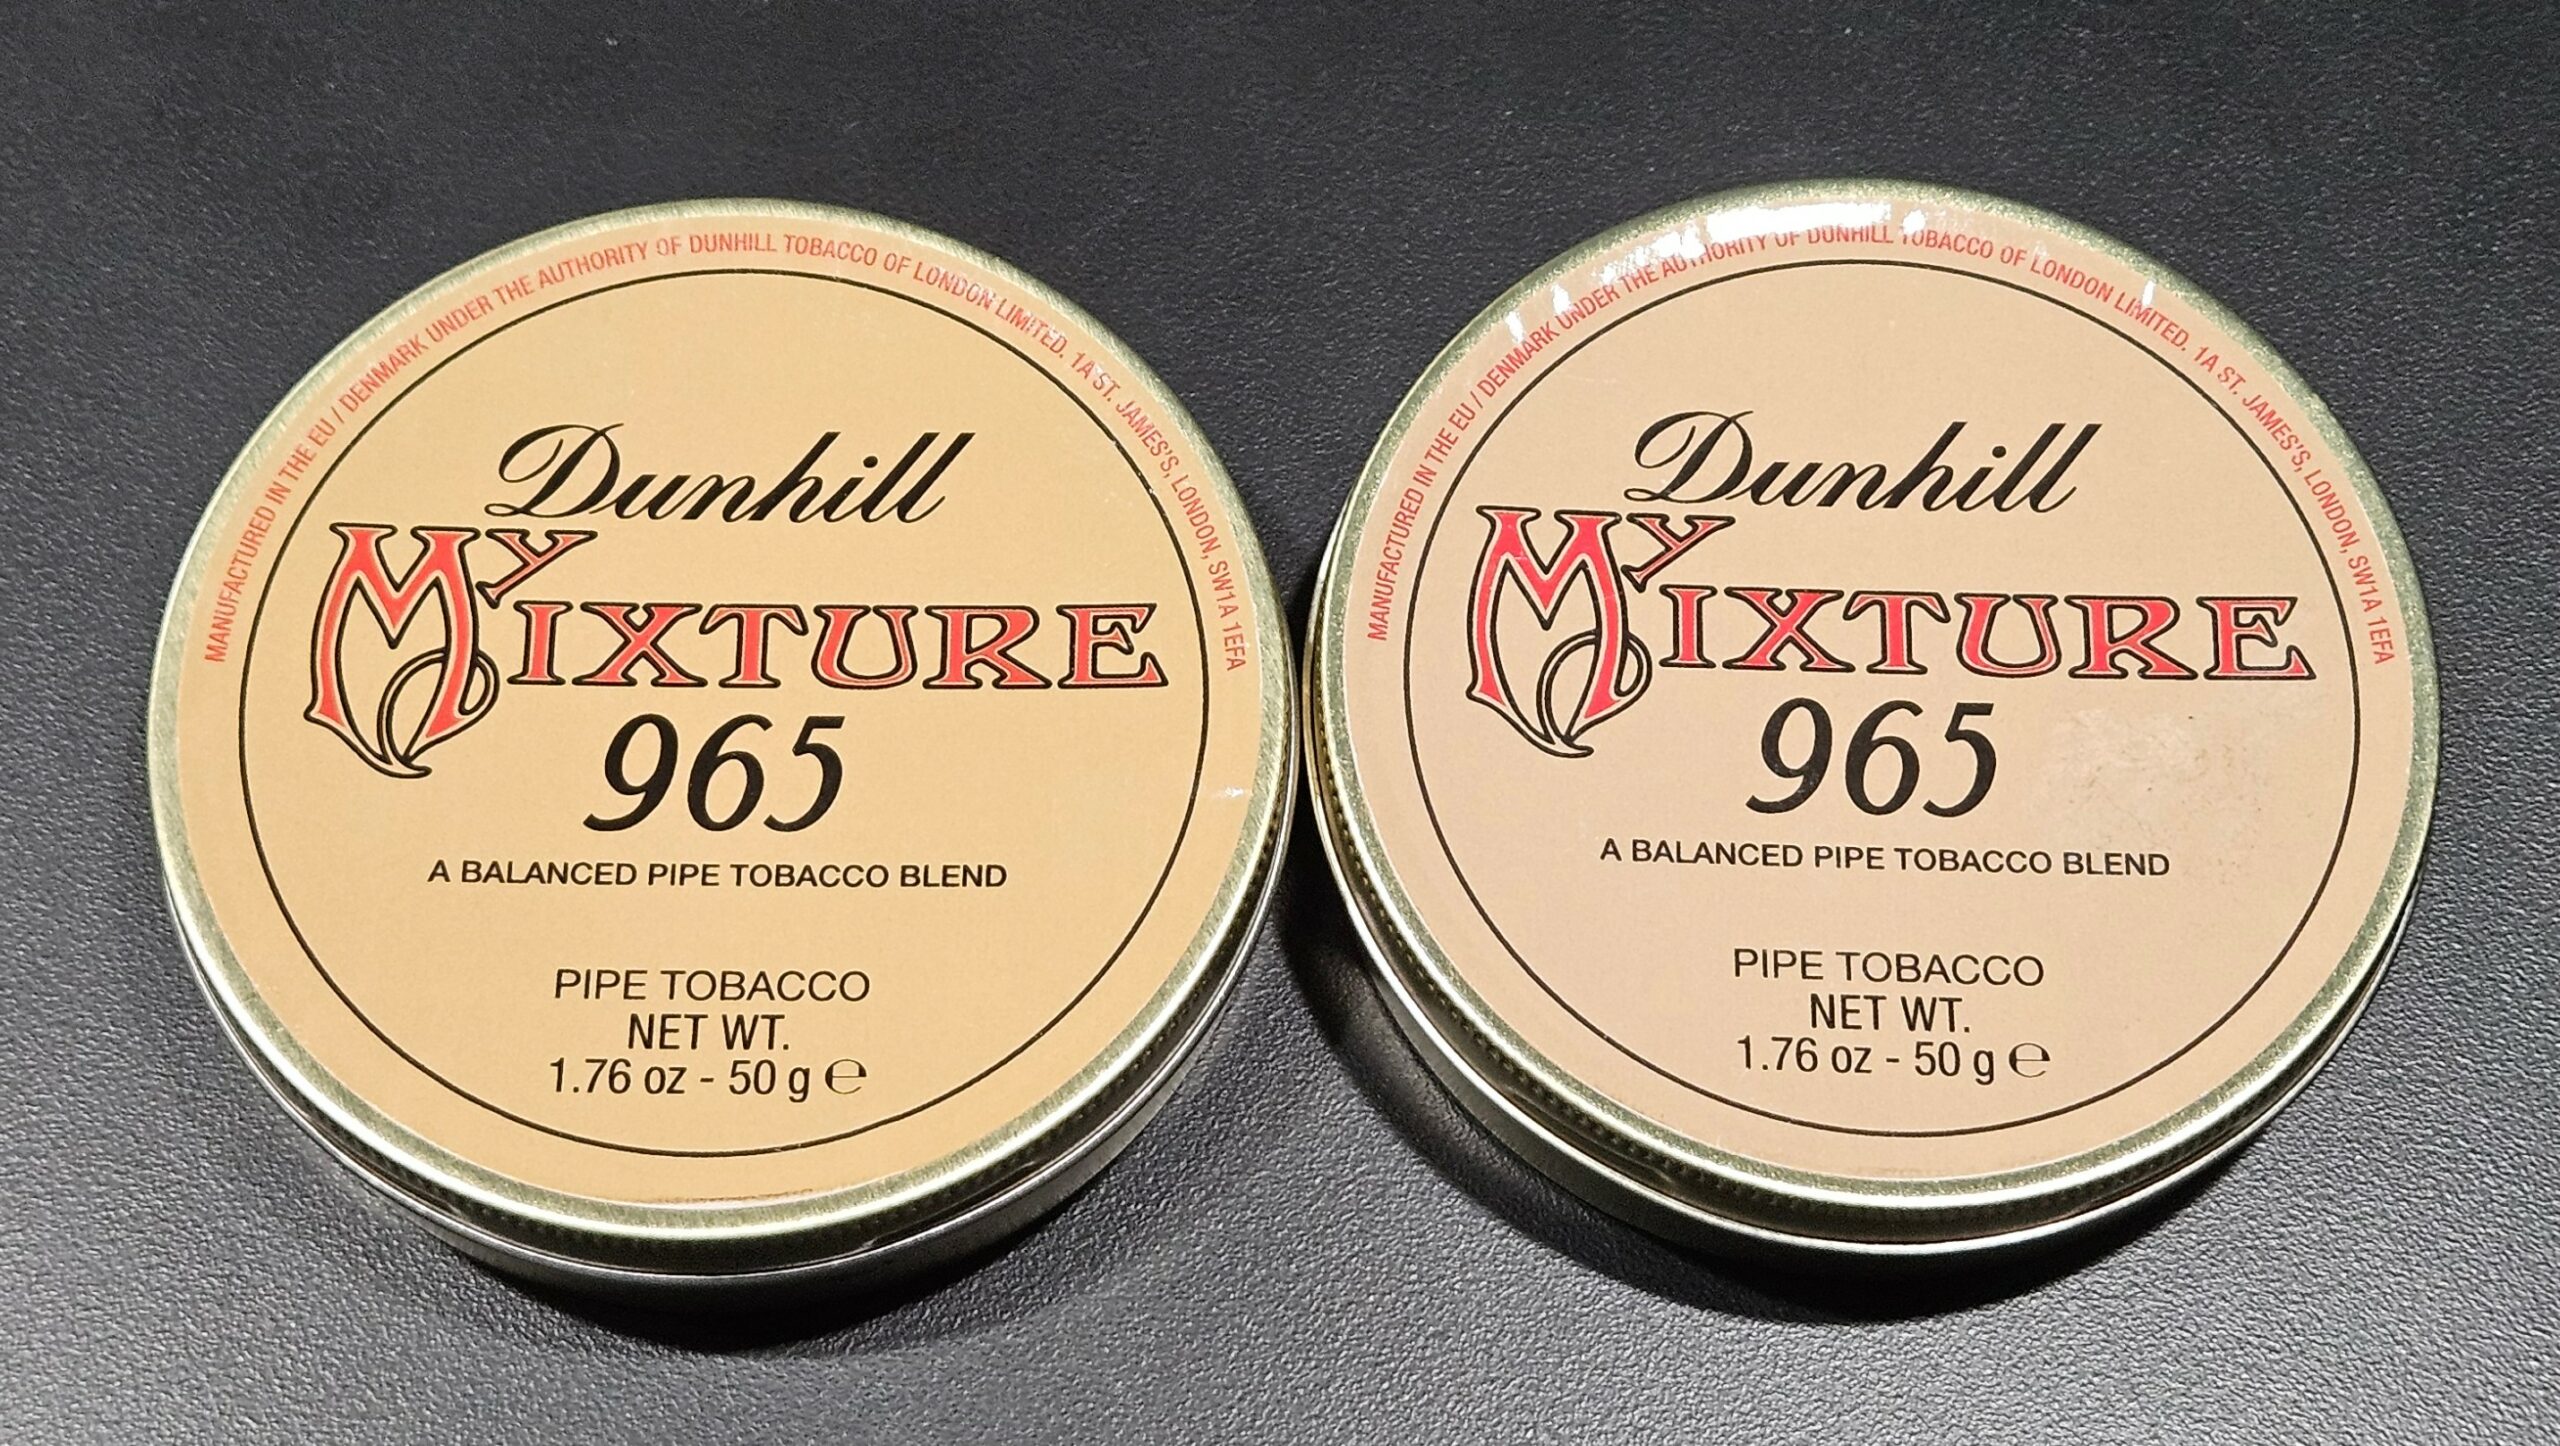 MANUFACTURED IN THE EU / DENMARK UNDER THE AUTHORITY OF DUNHILL TOBACCO OF LONDON LIMITED. 1A ST. JAMES'S, LONDON, SW1A 1EFA
Dunhill
MY MIXTURE
965
A BALANCED PIPE TOBACCO BLEND
PIPE TOBACCO
NET WT.
1.76 oz - 50 g ℮
MANUFACTURED IN THE EU / DENMARK UNDER THE AUTHORITY OF DUNHILL TOBACCO OF LONDON LIMITED. 1A ST. JAMES'S, LONDON, SW1A 1EFA
Dunhill
MY MIXTURE
965
A BALANCED PIPE TOBACCO BLEND
PIPE TOBACCO
NET WT.
1.76 oz - 50 g ℮